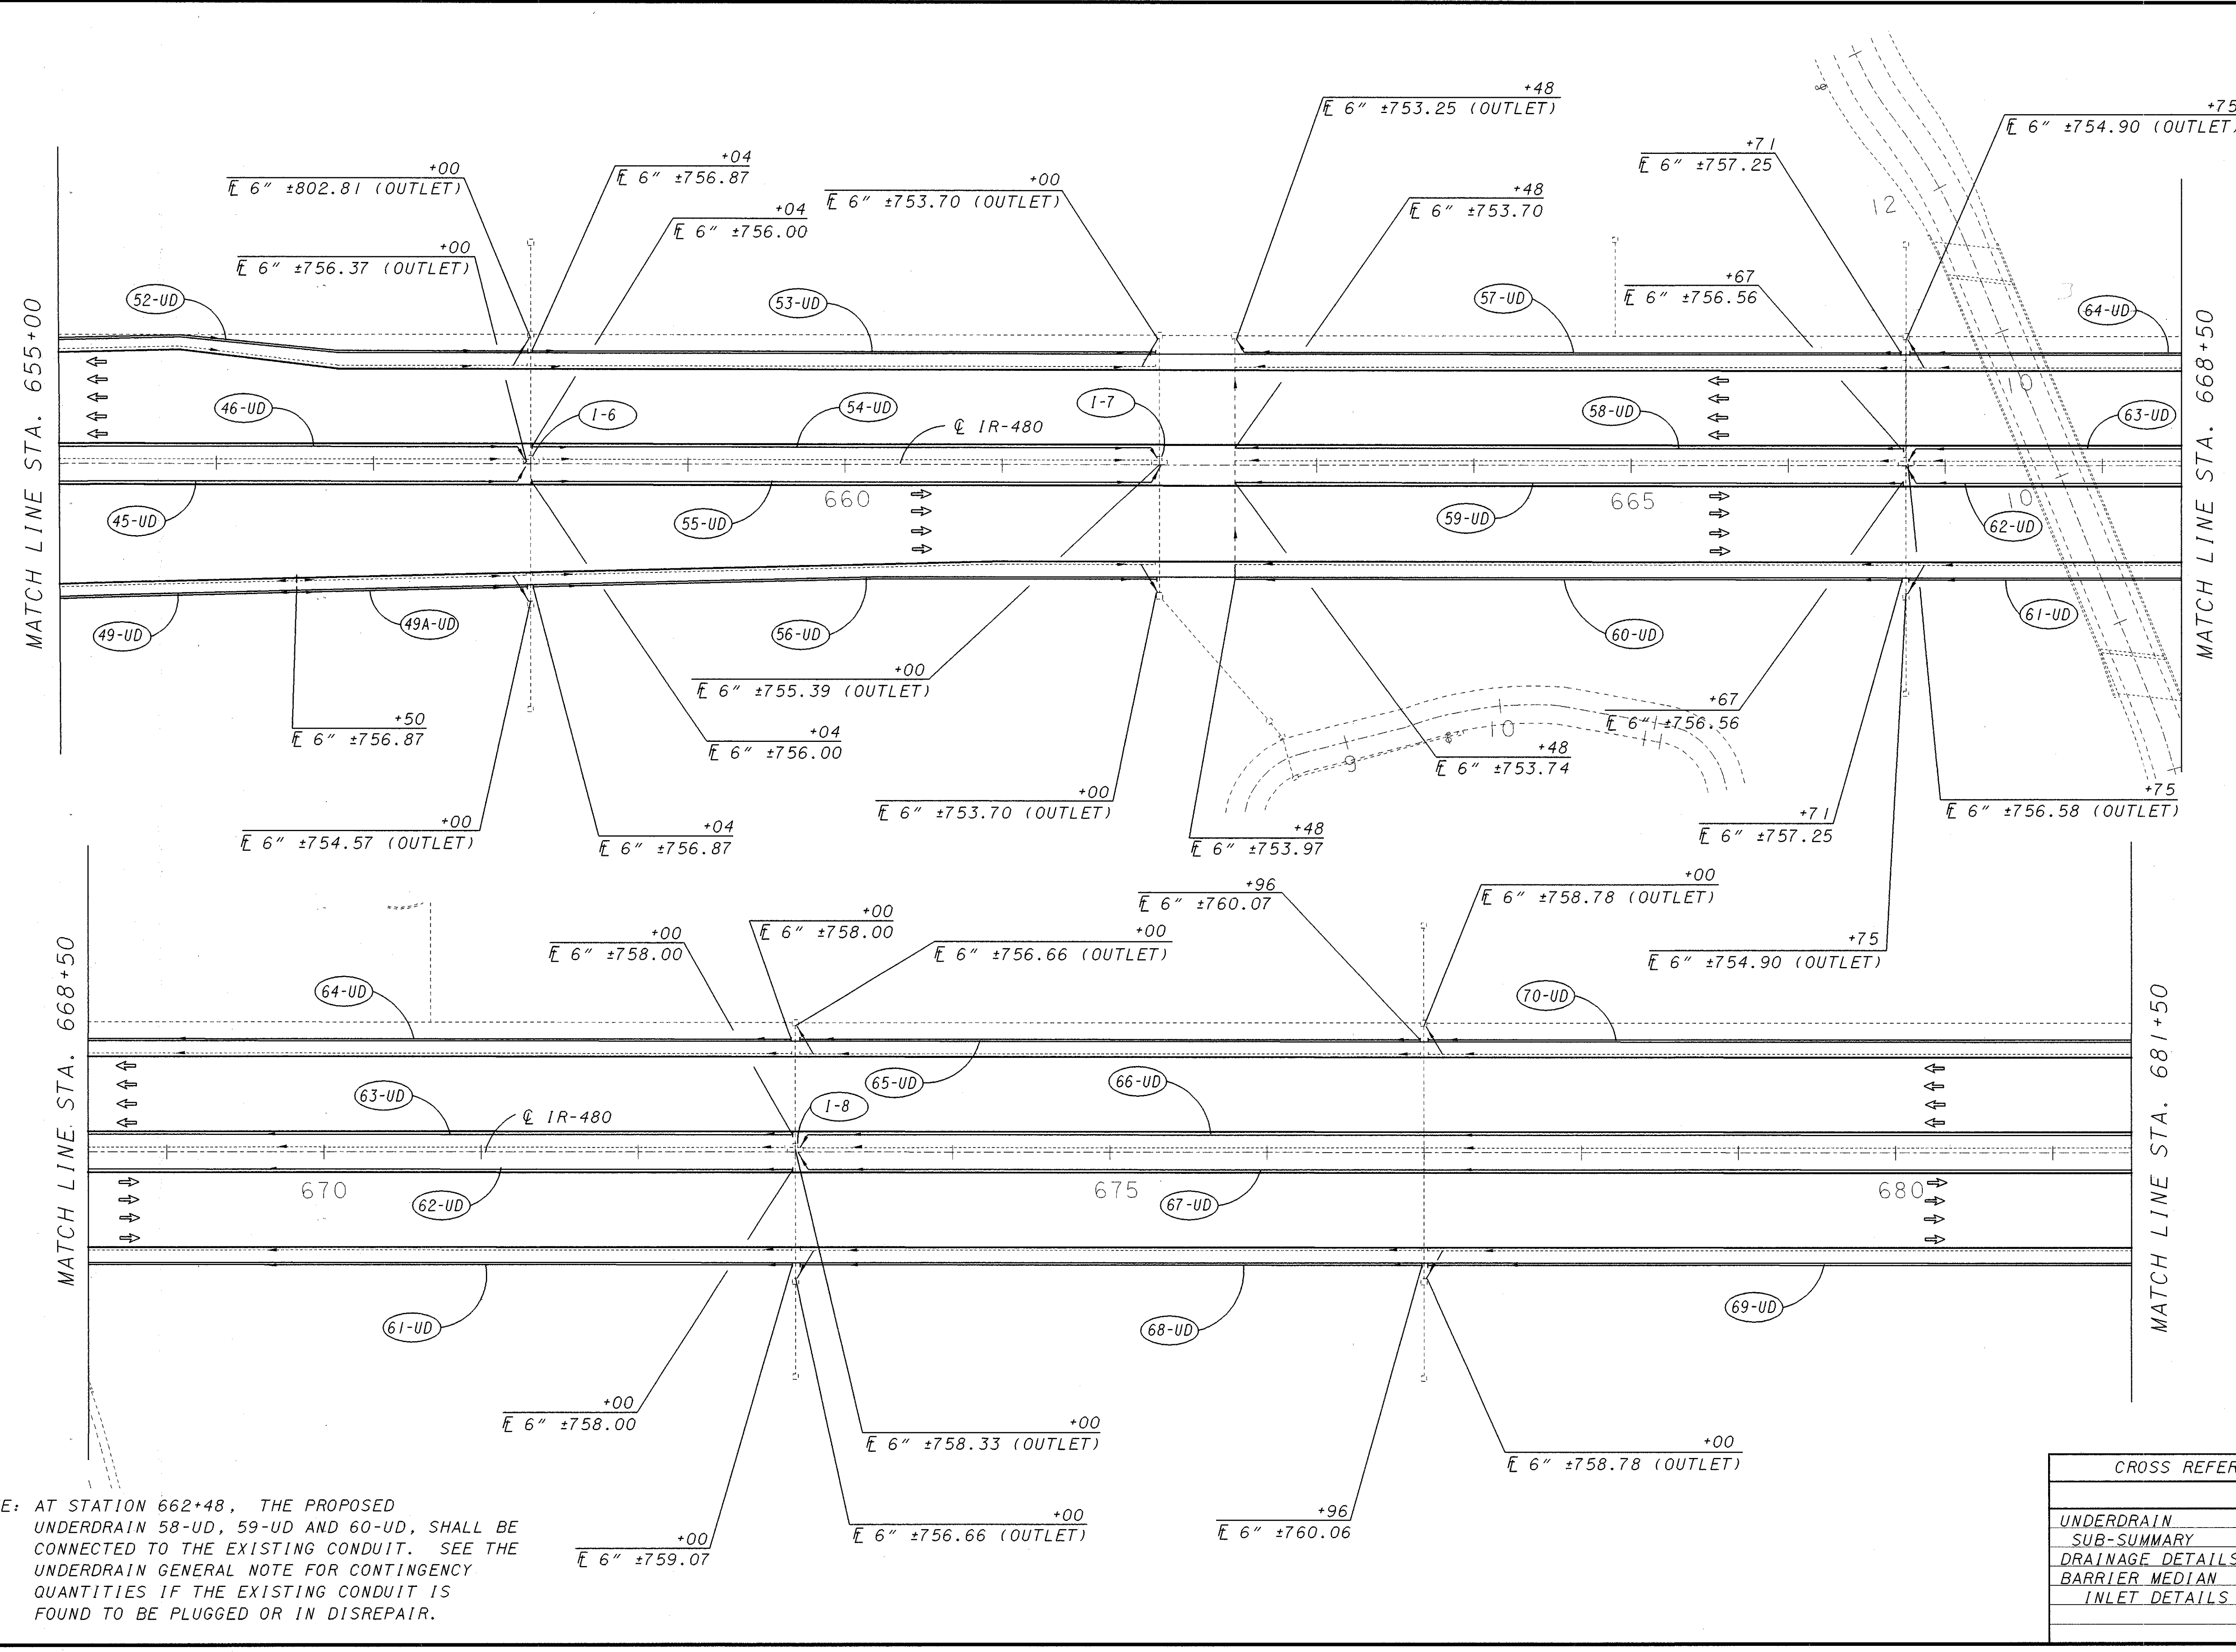 +48
℄ 6" ±753.25 (OUTLET)
+75
6" ±754.90 (OUTLET)
+71
6" ±757.25
+04
6" ±756.87
+00
6" ±802.81 (OUTLET)
+00
6" ±753.70 (OUTLET)
+48
6" ±753.70
+04
6" ±756.00
+00
6" ±756.37 (OUTLET)
+67
6" ±756.56
12
3
52-UD
53-UD
57-UD
64-UD
MATCH LINE STA. 655+00
MATCH LINE STA. 668+50
10
46-UD
I-6
54-UD
℄ IR-480
I-7
58-UD
63-UD
660
665
10
45-UD
55-UD
59-UD
62-UD
49-UD
49A-UD
56-UD
60-UD
61-UD
+00
6" ±755.39 (OUTLET)
+50
6" ±756.87
+04
6" ±756.00
+67
6" ±756.56
10
9
11
+48
6" ±753.74
+00
6" ±753.70 (OUTLET)
+75
6" ±756.58 (OUTLET)
+00
6" ±754.57 (OUTLET)
+04
6" ±756.87
+48
6" ±753.97
+71
6" ±757.25
+00
6" ±758.00
+00
6" ±758.00
+00
6" ±756.66 (OUTLET)
+96
6" ±760.07
+00
6" ±758.78 (OUTLET)
+75
6" ±754.90 (OUTLET)
64-UD
70-UD
MATCH LINE STA. 668+50
MATCH LINE STA. 681+50
63-UD
65-UD
66-UD
I-8
℄ IR-480
670
675
680
62-UD
67-UD
61-UD
68-UD
69-UD
+00
6" ±758.00
+00
6" ±758.33 (OUTLET)
+00
6" ±758.78 (OUTLET)
+00
6" ±759.07
+00
6" ±756.66 (OUTLET)
+96
6" ±760.06
E: AT STATION 662+48, THE PROPOSED
UNDERDRAIN 58-UD, 59-UD AND 60-UD, SHALL BE
CONNECTED TO THE EXISTING CONDUIT. SEE THE
UNDERDRAIN GENERAL NOTE FOR CONTINGENCY
QUANTITIES IF THE EXISTING CONDUIT IS
FOUND TO BE PLUGGED OR IN DISREPAIR.
CROSS REFER
UNDERDRAIN
SUB-SUMMARY
DRAINAGE DETAILS
BARRIER MEDIAN
INLET DETAILS